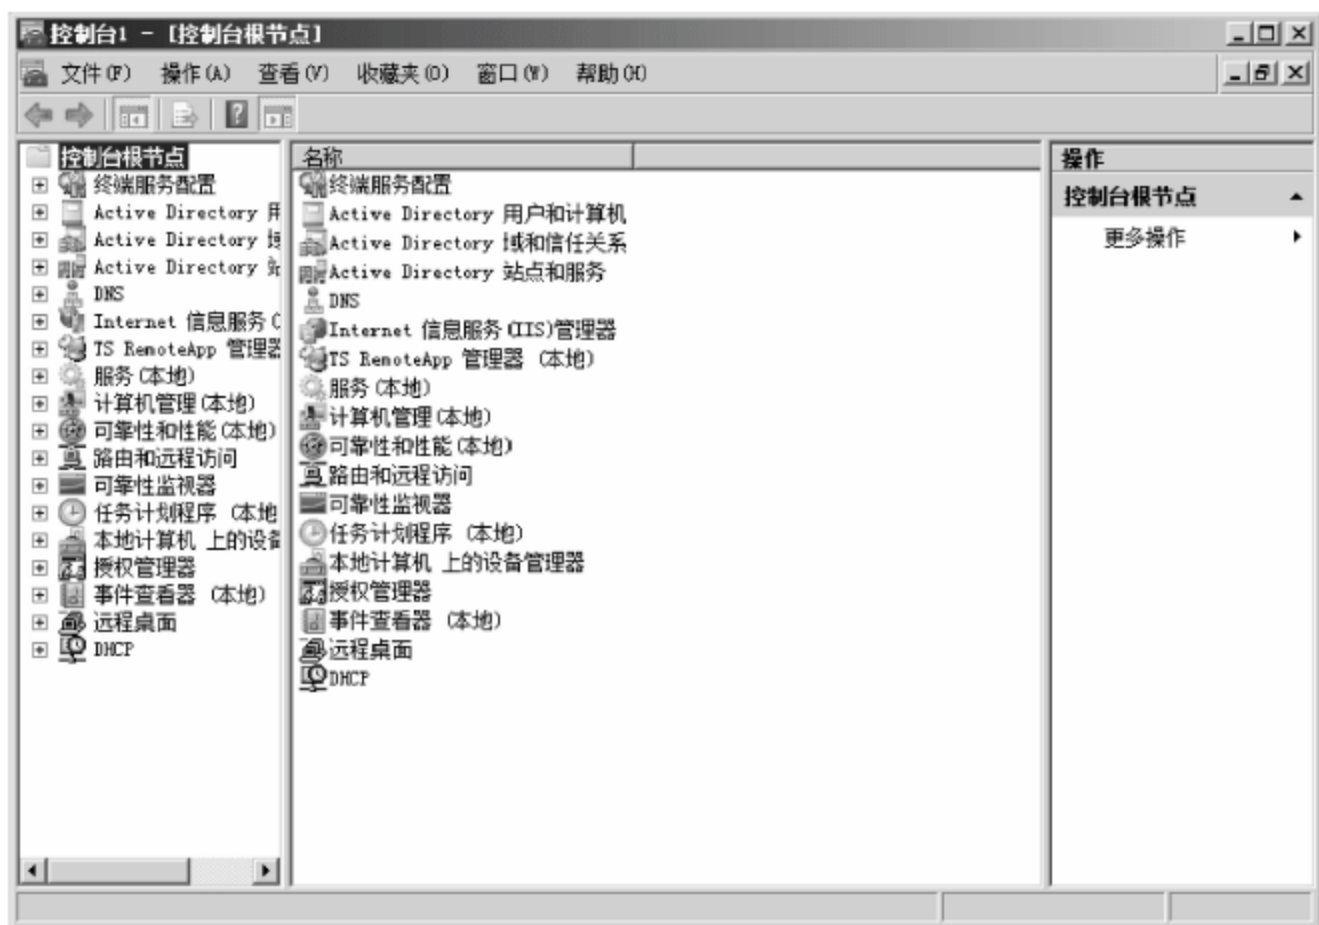 控制台1 - [控制台根节点]
文件(F) 操作(A) 查看(V) 收藏夹(O) 窗口(W) 帮助(H)
控制台根节点
终端服务配置
Active Directory 用
Active Directory 域
Active Directory 站
DNS
Internet 信息服务(
TS RemoteApp 管理器
服务(本地)
计算机管理(本地)
可靠性和性能(本地)
路由和远程访问
可靠性监视器
任务计划程序 (本地
本地计算机 上的设备
授权管理器
事件查看器 (本地)
远程桌面
DHCP
名称
终端服务配置
Active Directory 用户和计算机
Active Directory 域和信任关系
Active Directory 站点和服务
DNS
Internet 信息服务(IIS)管理器
TS RemoteApp 管理器 (本地)
服务(本地)
计算机管理(本地)
可靠性和性能(本地)
路由和远程访问
可靠性监视器
任务计划程序 (本地)
本地计算机 上的设备管理器
授权管理器
事件查看器 (本地)
远程桌面
DHCP
操作
控制台根节点
更多操作